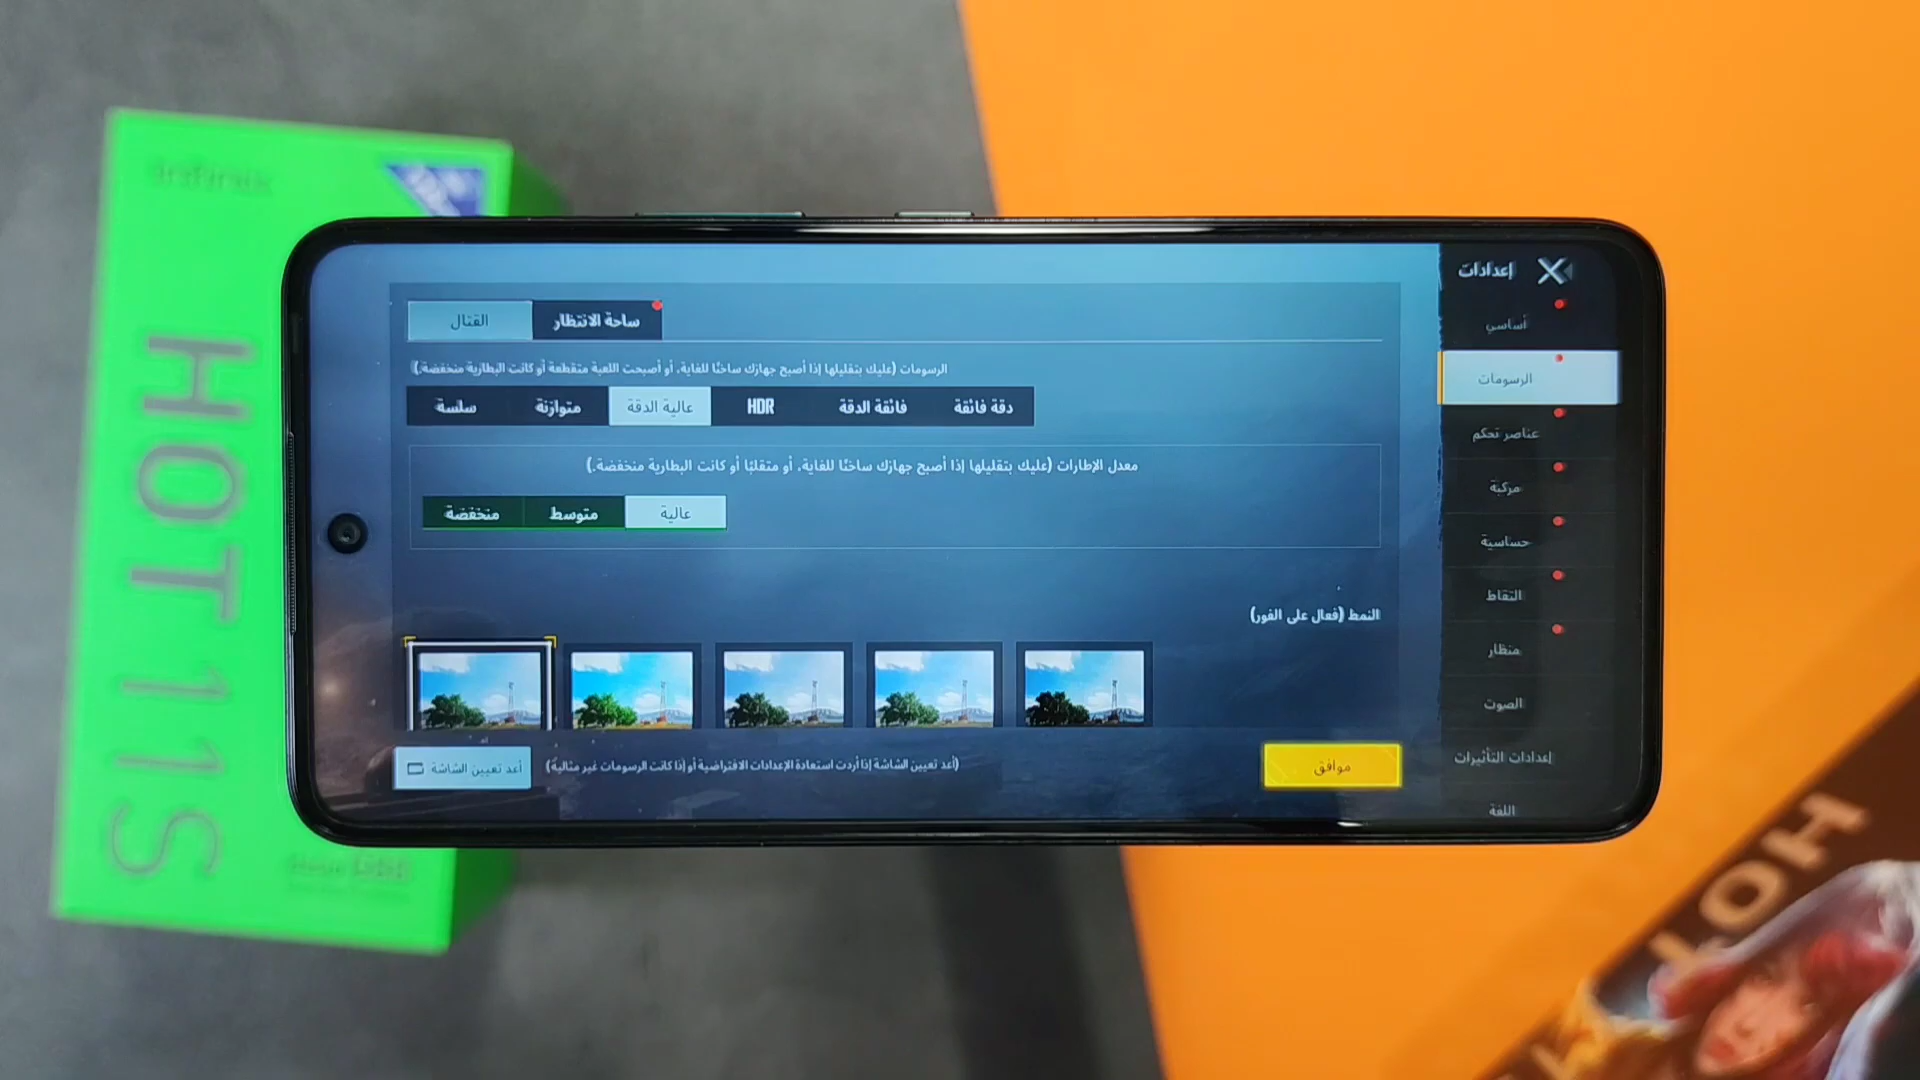 إعدادات
أساسي
الرسومات
عناصر تحكم
مركبة
حساسية
التقاط
منظار
الصوت
إعدادات التأثيرات
اللغة
القتال
ساحة الانتظار
الرسومات (عليك بتقليلها إذا أصبح جهازك ساخنًا للغاية، أو أصبحت اللعبة متقطعة أو كانت البطارية منخفضة.)
سلسة
متوازنة
عالية الدقة
HDR
فائقة الدقة
دقة فائقة
معدل الإطارات (عليك بتقليلها إذا أصبح جهازك ساخنًا للغاية، أو متقلبًا أو كانت البطارية منخفضة.)
منخفضة
متوسط
عالية
النمط (فعال على الفور)
أعد تعيين الشاشة
(أعد تعيين الشاشة إذا أردت استعادة الإعدادات الافتراضية أو إذا كانت الرسومات غير مثالية)
موافق
Infinix
HOT 11S
HOT